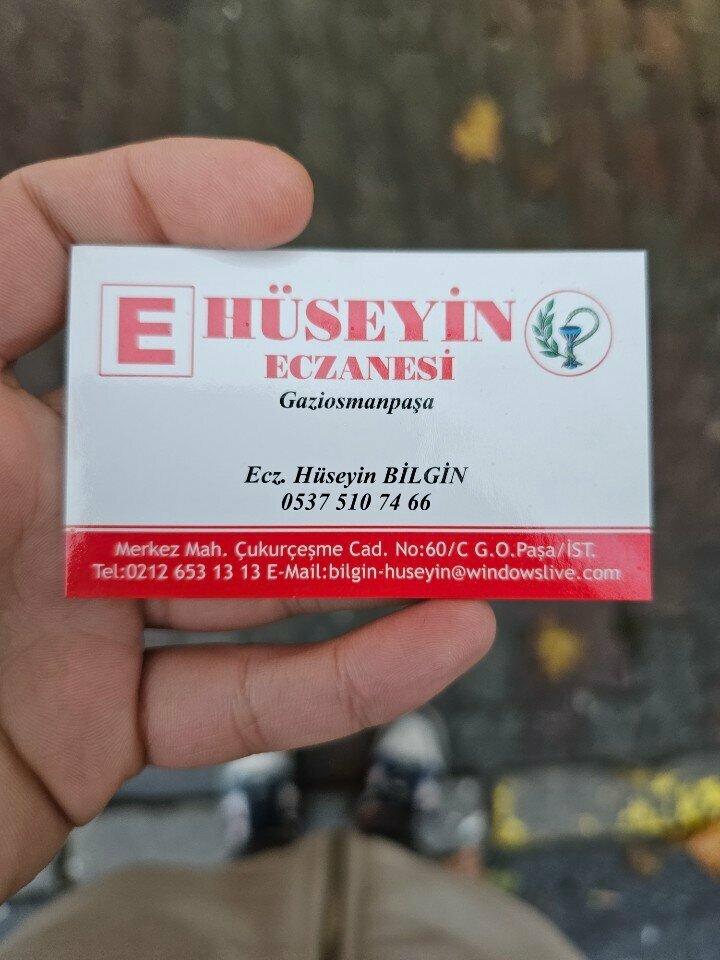 E HÜSEYİN
ECZANESİ
Gaziosmanpaşa
Ecz. Hüseyin BİLGİN
0537 510 74 66
Merkez Mah. Çukurçeşme Cad. No:60/C G.O.Paşa/İST.
Tel:0212 653 13 13 E-Mail:bilgin-huseyin@windowslive.com